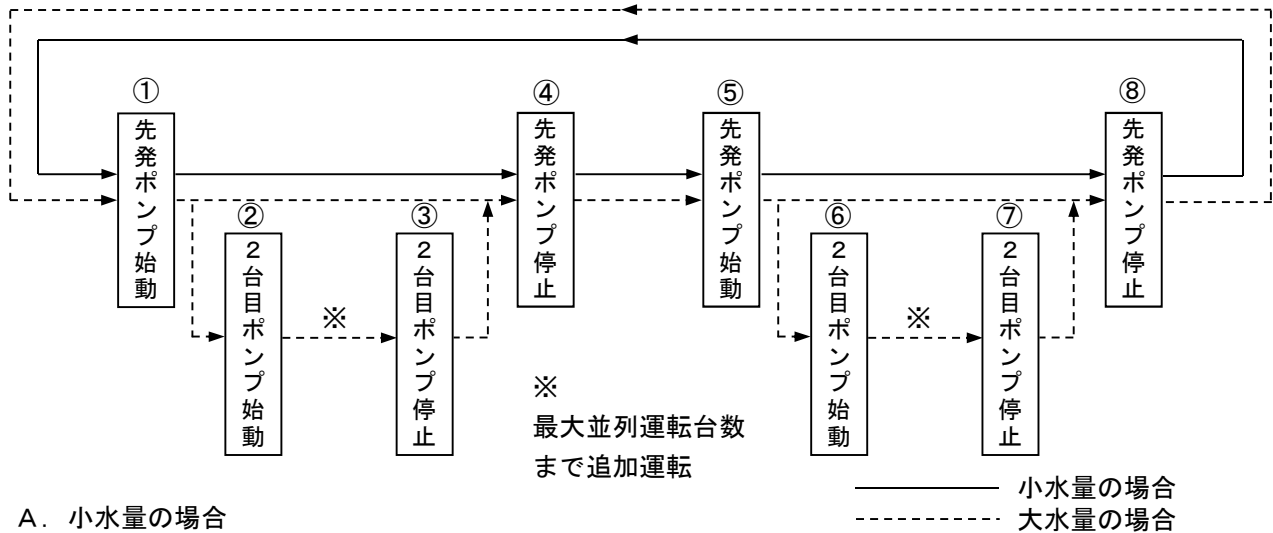 ①
先発ポンプ始動
②
2台目ポンプ始動
※
③
2台目ポンプ停止
④
先発ポンプ停止
⑤
先発ポンプ始動
⑥
2台目ポンプ始動
※
⑦
2台目ポンプ停止
⑧
先発ポンプ停止
※
最大並列運転台数
まで追加運転
小水量の場合
大水量の場合
A．小水量の場合